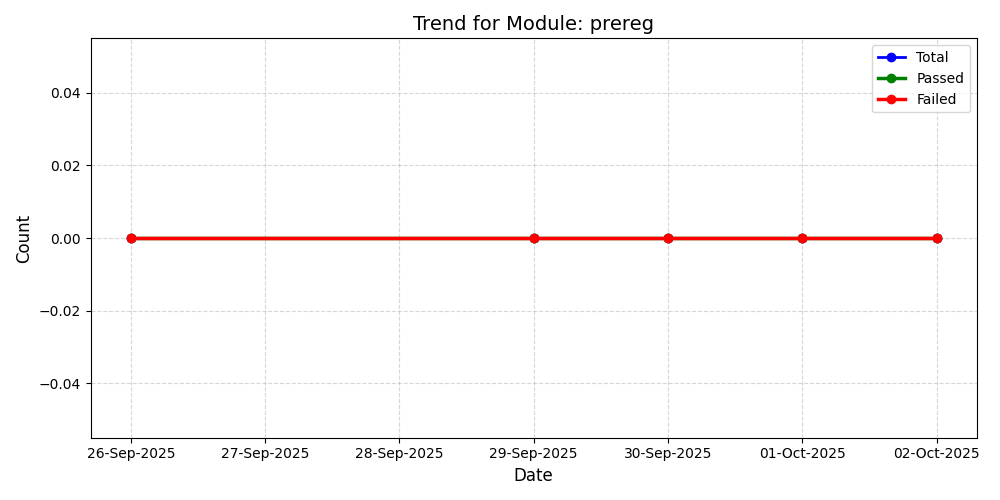 Trend for Module: prereg
Total
Passed
Failed
Count
0.04
0.02
0.00
−0.02
−0.04
26-Sep-2025 27-Sep-2025 28-Sep-2025 29-Sep-2025 30-Sep-2025 01-Oct-2025 02-Oct-2025
Date